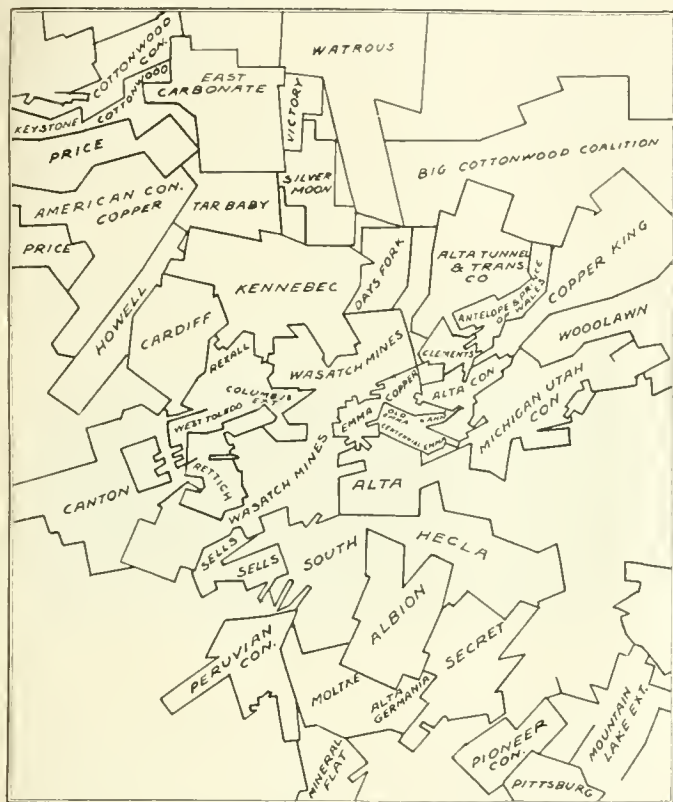 COTTONWOOD
CON.
WATROUS
EAST
CARBONATE
COTTONWOOD
VICTORY
KEYSTONE
PRICE
BIG COTTONWOOD COALITION
SILVER
MOON
AMERICAN CON.
COPPER
TAR BABY
PRICE
HOWELL
KENNEBEC
DAYS FORK
ALTA TUNNEL
& TRANS
CO
ANTELOPE & PRINCE
OF WALES
COPPER KING
CARDIFF
REXALL
WASATCH MINES
CLEMENTS
WOOOLAWN
COLUMBUS
EXT.
COPPER
ALTA CON
MICHIGAN UTAH
CON.
WEST TOLEDO
EMMA
OLD
EMMA
CENTENNIAL EMMA
CANTON
RETTICH
WASATCH MINES
ALTA
SELLS
SELLS
SOUTH
HECLA
ALBION
PERUVIAN
CON.
SECRET
MOLTKE
ALTA
GERMANIA
MINERAL
FLAT
PIONEER
CON.
MOUNTAIN
LAKE EXT.
PITTSBURG